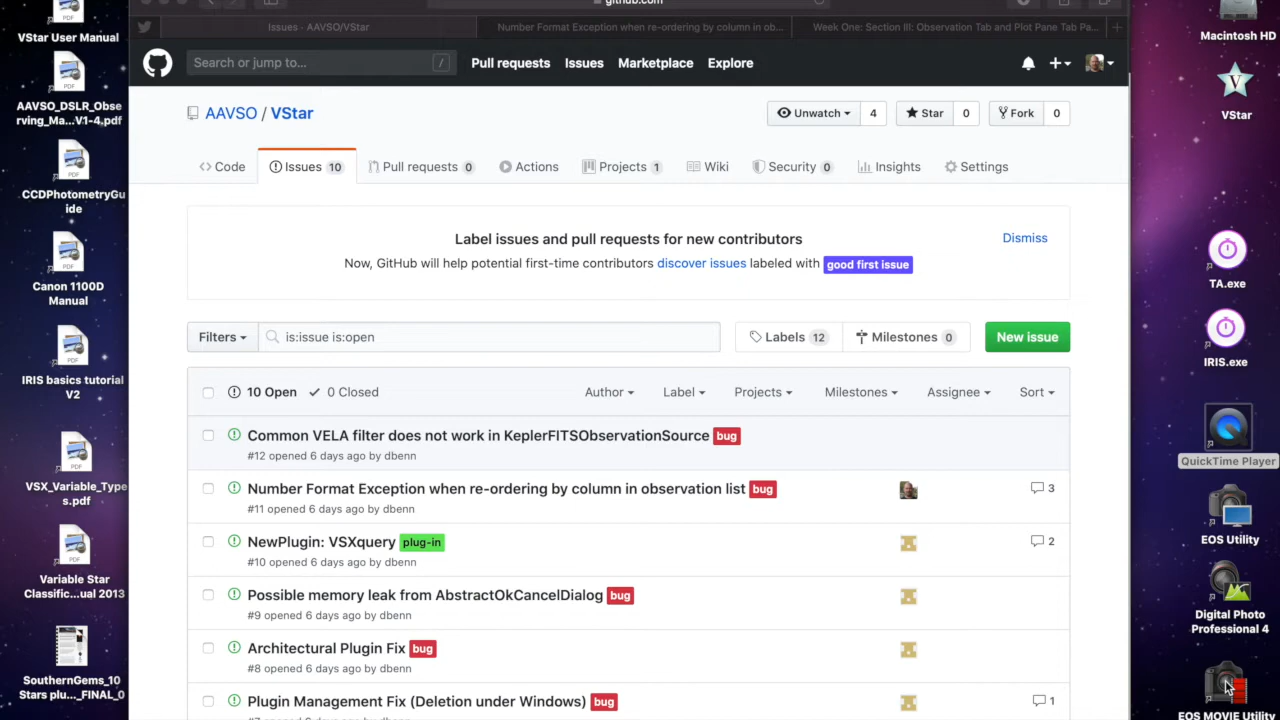 VStar User Manual
PDF
AAVSO_DSLR_Obse
rving_Ma...V1-4.pdf
PDF
CCDPhotometryGu
ide
PDF
Canon 1100D
Manual
PDF
IRIS basics tutorial
V2
PDF
VSX_Variable_Type
s.pdf
PDF
Variable Star
Classific...ual 2013
SouthernGems_10
Stars plu..._FINAL_0
github.com
Issues · AAVSO/VStar
Number Format Exception when re-ordering by column in ob...
Week One: Section III: Observation Tab and Plot Pane Tab Pa...
Search or jump to...
/
Pull requests
Issues
Marketplace
Explore
AAVSO / VStar
Unwatch 4
Star 0
Fork 0
Code
Issues 10
Pull requests 0
Actions
Projects 1
Wiki
Security 0
Insights
Settings
Label issues and pull requests for new contributors
Dismiss
Now, GitHub will help potential first-time contributors discover issues labeled with good first issue
Filters
is:issue is:open
Labels 12
Milestones 0
New issue
10 Open
0 Closed
Author
Label
Projects
Milestones
Assignee
Sort
Common VELA filter does not work in KeplerFITSObservationSource bug
#12 opened 6 days ago by dbenn
Number Format Exception when re-ordering by column in observation list bug
3
#11 opened 6 days ago by dbenn
NewPlugin: VSXquery plug-in
2
#10 opened 6 days ago by dbenn
Possible memory leak from AbstractOkCancelDialog bug
#9 opened 6 days ago by dbenn
Architectural Plugin Fix bug
#8 opened 6 days ago by dbenn
Plugin Management Fix (Deletion under Windows) bug
1
Macintosh HD
V
VStar
TA.exe
IRIS.exe
QuickTime Player
EOS Utility
Digital Photo
Professional 4
EOS MOVIE Utility